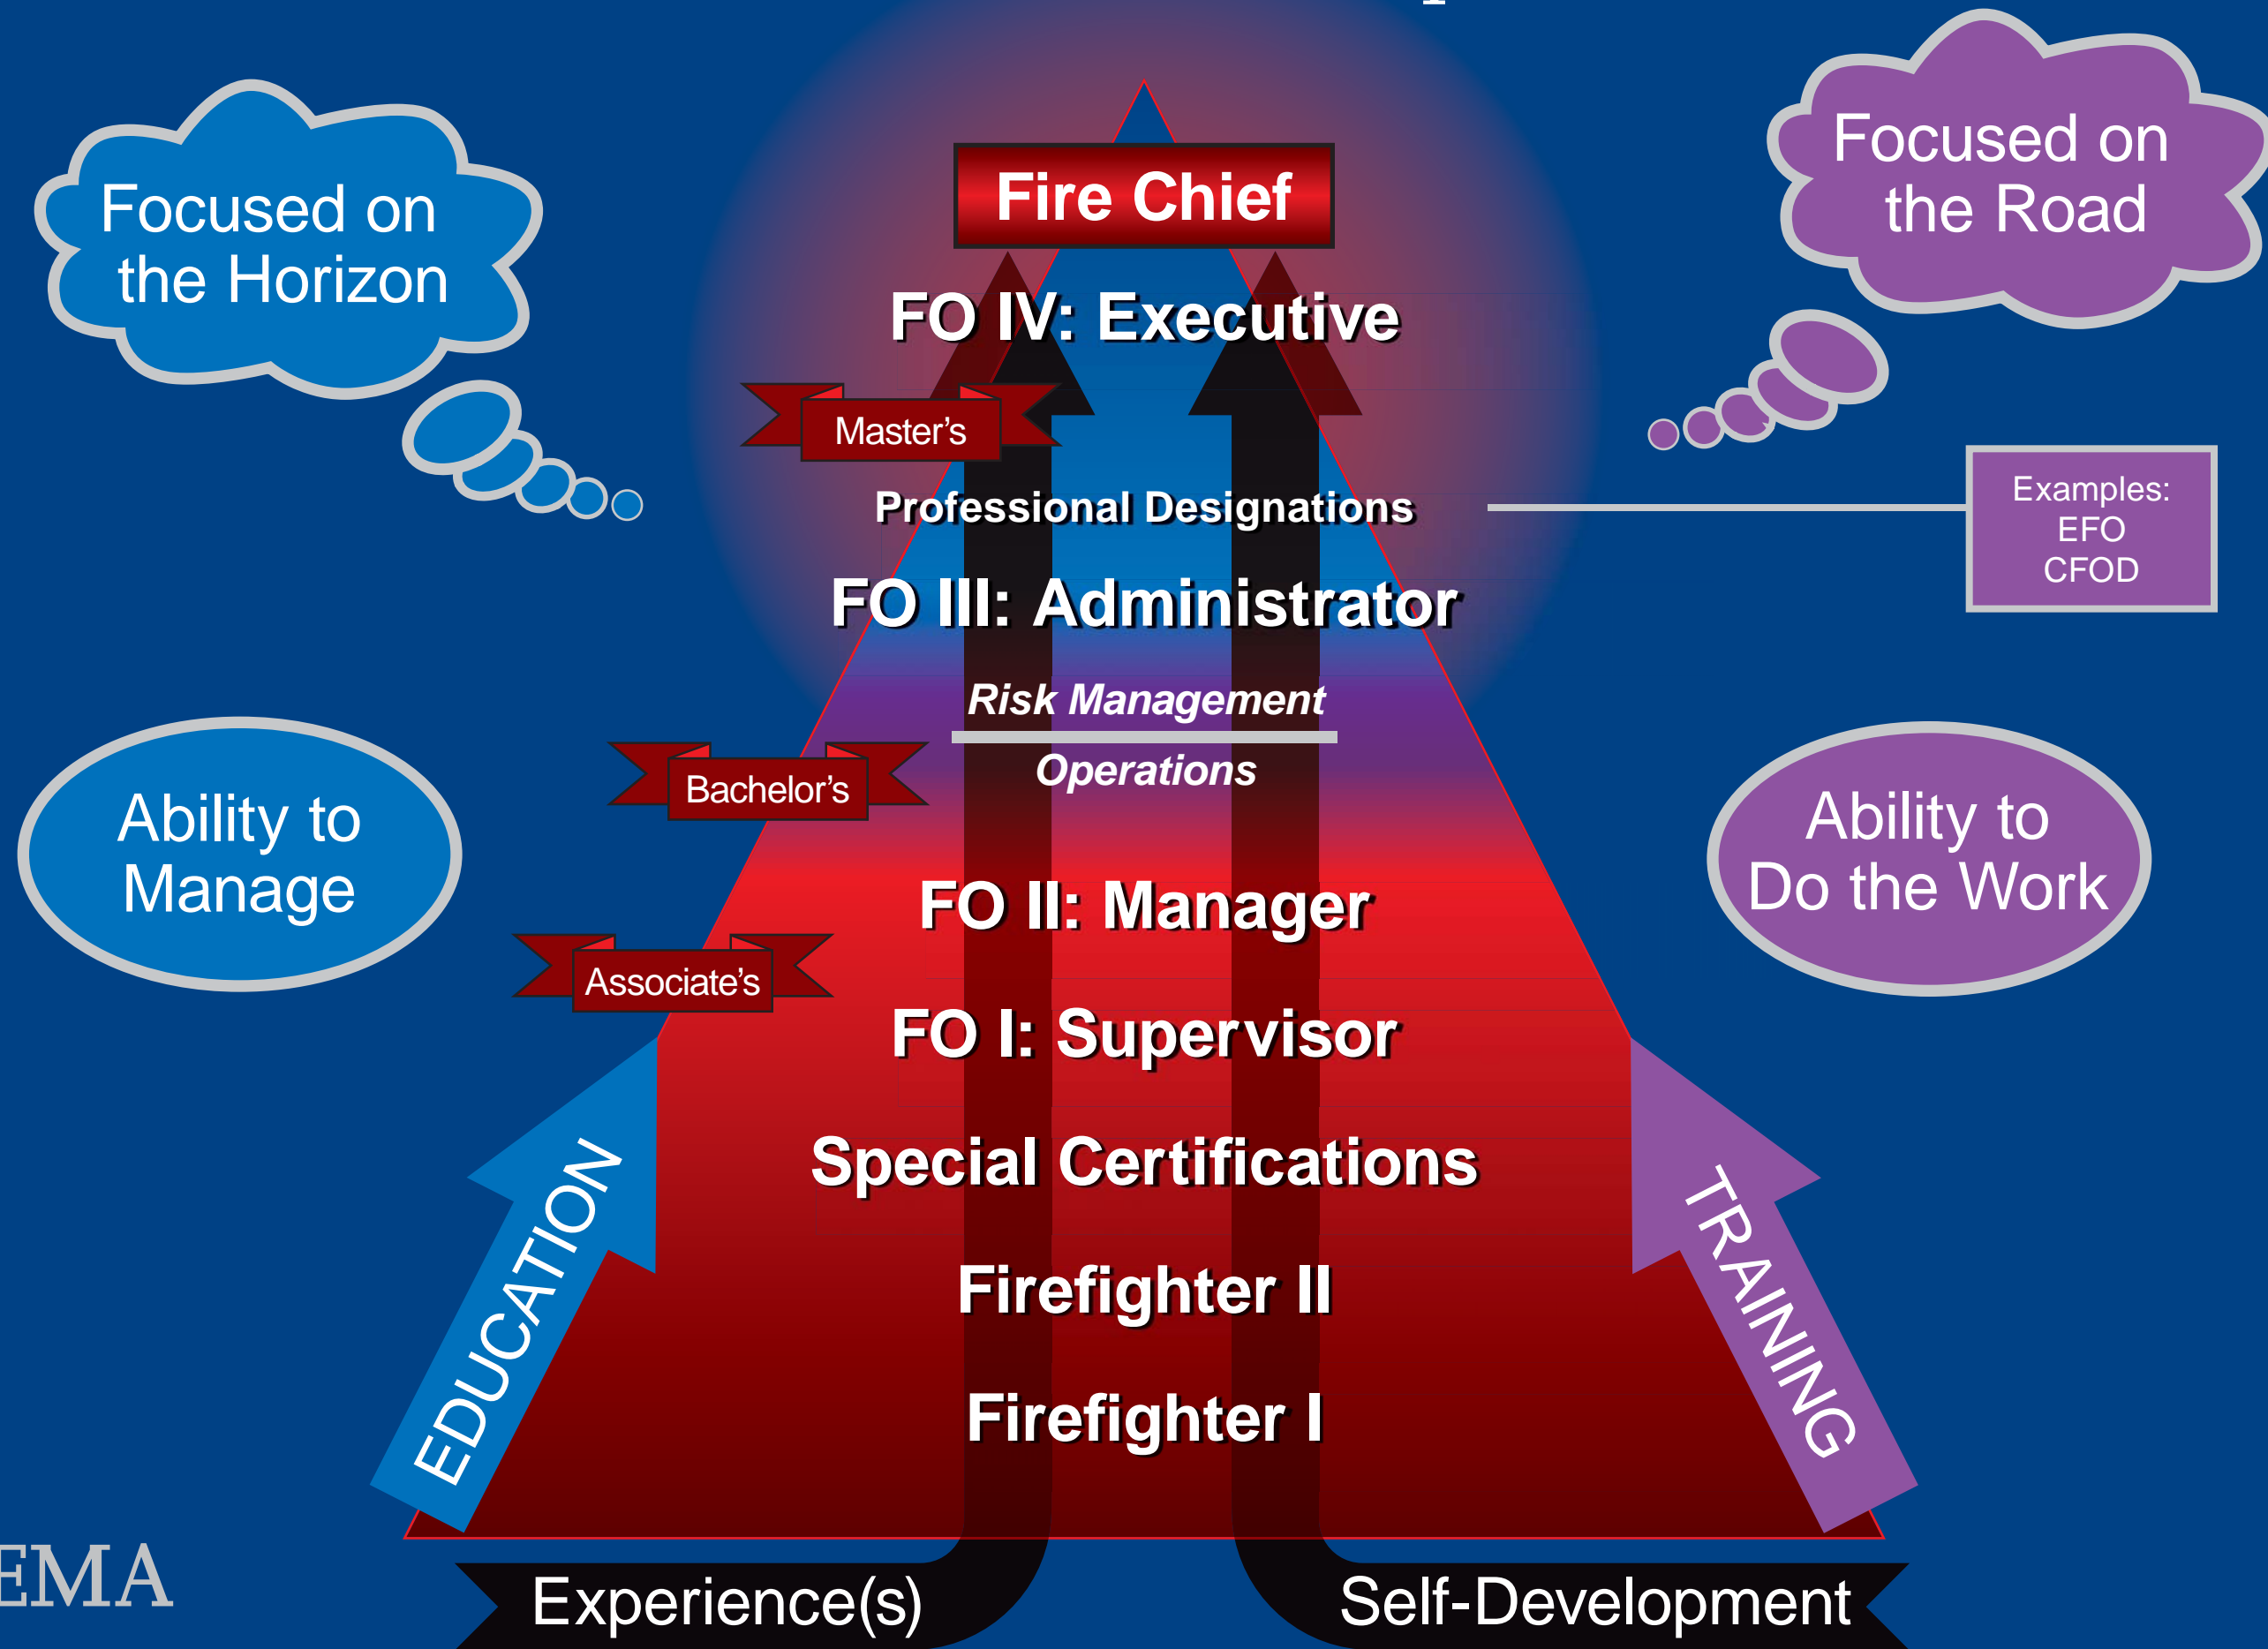 Focused on
the Horizon
Focused on
the Road
Fire Chief
FO IV: Executive
Master's
Professional Designations
Examples:
EFO
CFOD
FO III: Administrator
Risk Management
Operations
Bachelor's
Ability to
Manage
Ability to
Do the Work
FO II: Manager
Associate's
FO I: Supervisor
Special Certifications
EDUCATION
TRAINING
Firefighter II
Firefighter I
EMA
Experience(s)
Self-Development